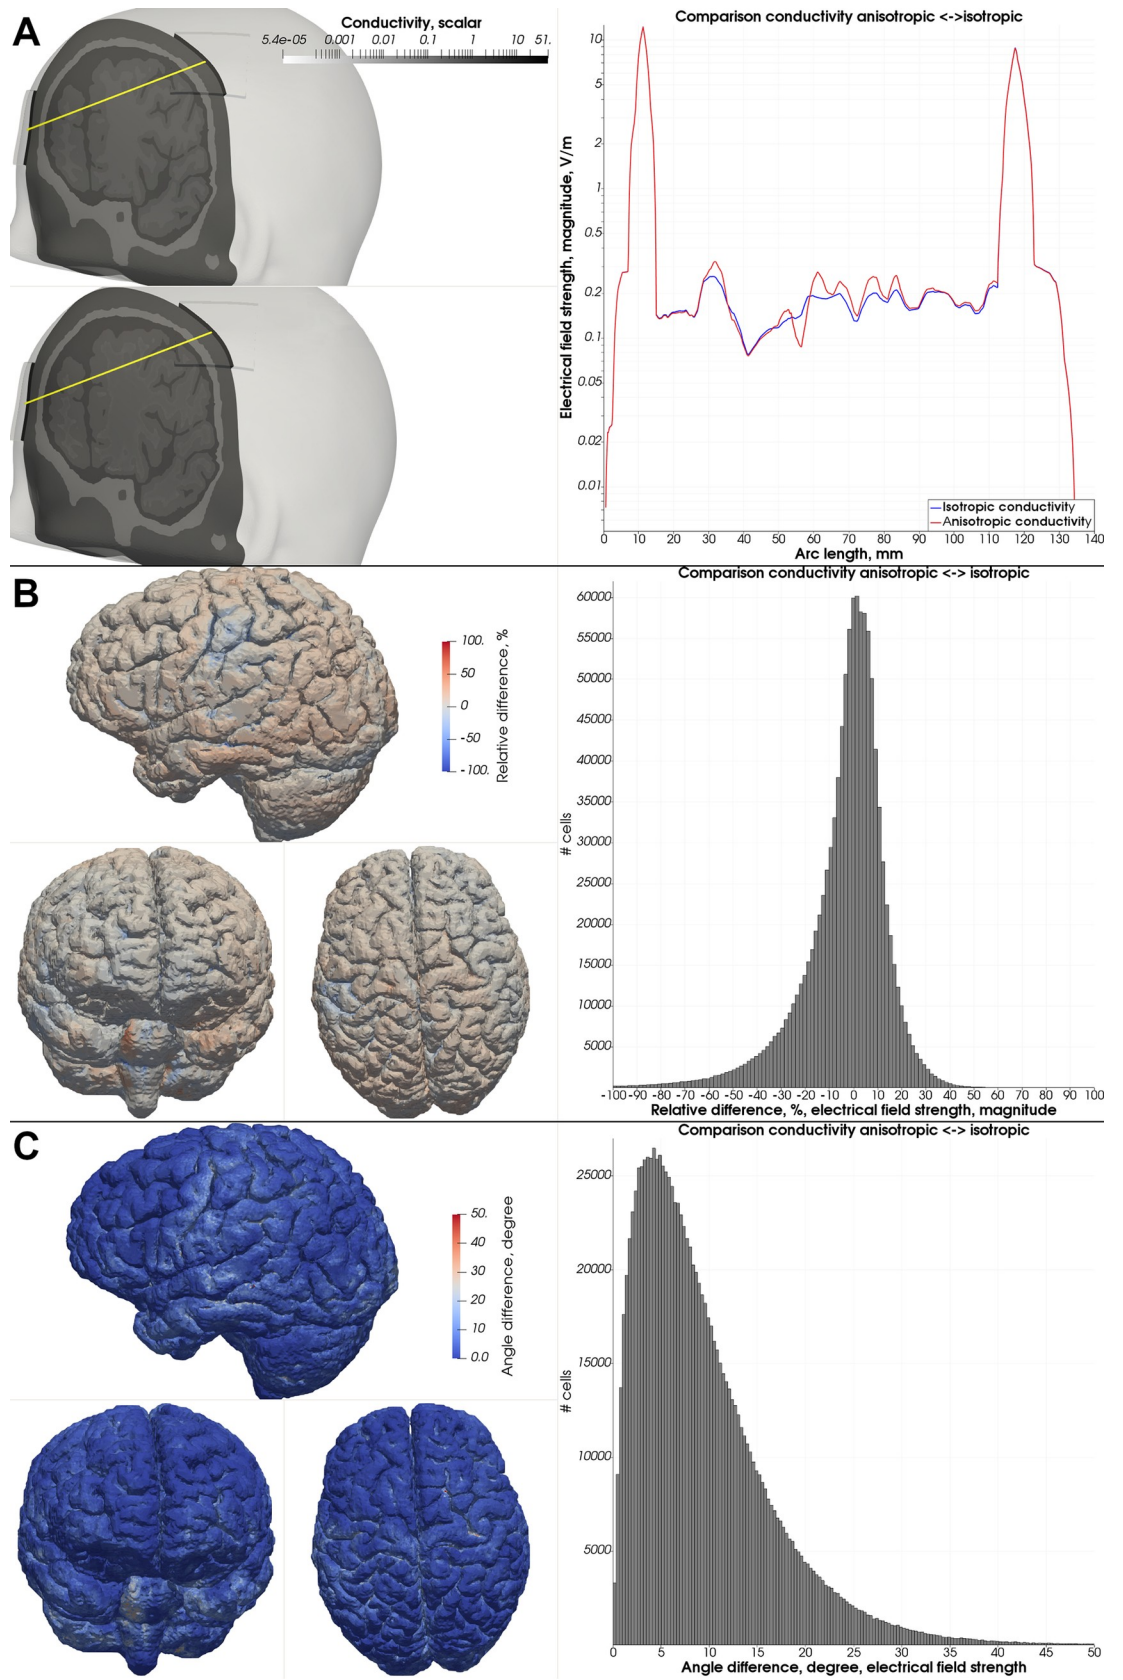 A
Conductivity, scalar
5.4e-05 0.001 0.01 0.1 1 10 51.
Comparison conductivity anisotropic <->isotropic
Electrical field strength, magnitude, V/m
10
5
2
1
0.5
0.2
0.1
0.05
0.02
0.01
Isotropic conductivity
Anisotropic conductivity
0 10 20 30 40 50 60 70 80 90 100 110 120 130 140
Arc length, mm
B
100.
50
0
-50
-100.
Relative difference, %
Comparison conductivity anisotropic <-> isotropic
# cells
60000
55000
50000
45000
40000
35000
30000
25000
20000
15000
10000
5000
-100 -90 -80 -70 -60 -50 -40 -30 -20 -10 0 10 20 30 40 50 60 70 80 90 100
Relative difference, %, electrical field strength, magnitude
C
50.
40
30
20
10
0.0
Angle difference, degree
Comparison conductivity anisotropic <-> isotropic
# cells
25000
20000
15000
10000
5000
0 5 10 15 20 25 30 35 40 45 50
Angle difference, degree, electrical field strength